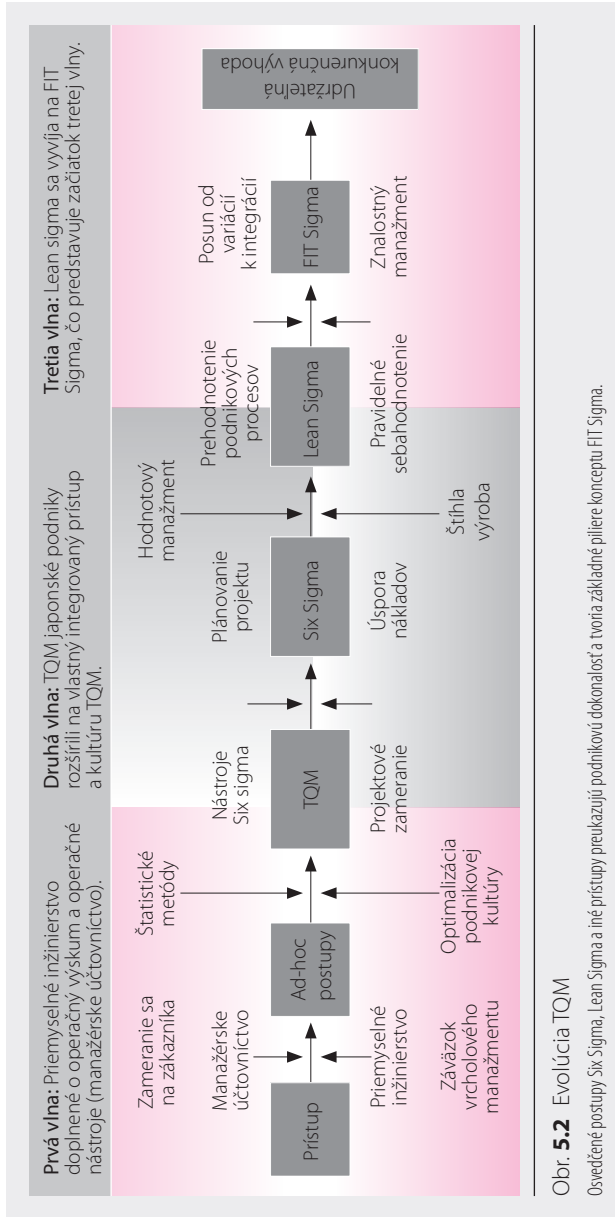 Prvá vlna: Priemyselné inžinierstvo
doplnené o operačný výskum a operačné
nástroje (manažérske účtovníctvo).
Druhá vlna: TQM japonské podniky
rozšírili na vlastný integrovaný prístup
a kultúru TQM.
Tretia vlna: Lean sigma sa vyvíja na FIT
Sigma, čo predstavuje začiatok tretej vlny.
Zameranie sa
na zákazníka
Štatistické
metódy
Hodnotový
manažment
Manažérske
účtovníctvo
Nástroje
Six sigma
Plánovanie
projektu
Prehodnotenie
podnikových
procesov
Posun od
variácií
k integrácií
Prístup
Ad-hoc
postupy
TQM
Six Sigma
Lean Sigma
FIT Sigma
Udržateľná
konkurenčná výhoda
Priemyselné
inžinierstvo
Projektové
zameranie
Úspora
nákladov
Pravidelné
sebahodnotenie
Znalostný
manažment
Záväzok
vrcholového
manažmentu
Optimalizácia
podnikovej
kultúry
Štíhla
výroba
Obr. 5.2 Evolúcia TQM
Osvedčené postupy Six Sigma, Lean Sigma a iné prístupy preukazujú podnikovú dokonalosť a tvoria základné piliere konceptu FIT Sigma.